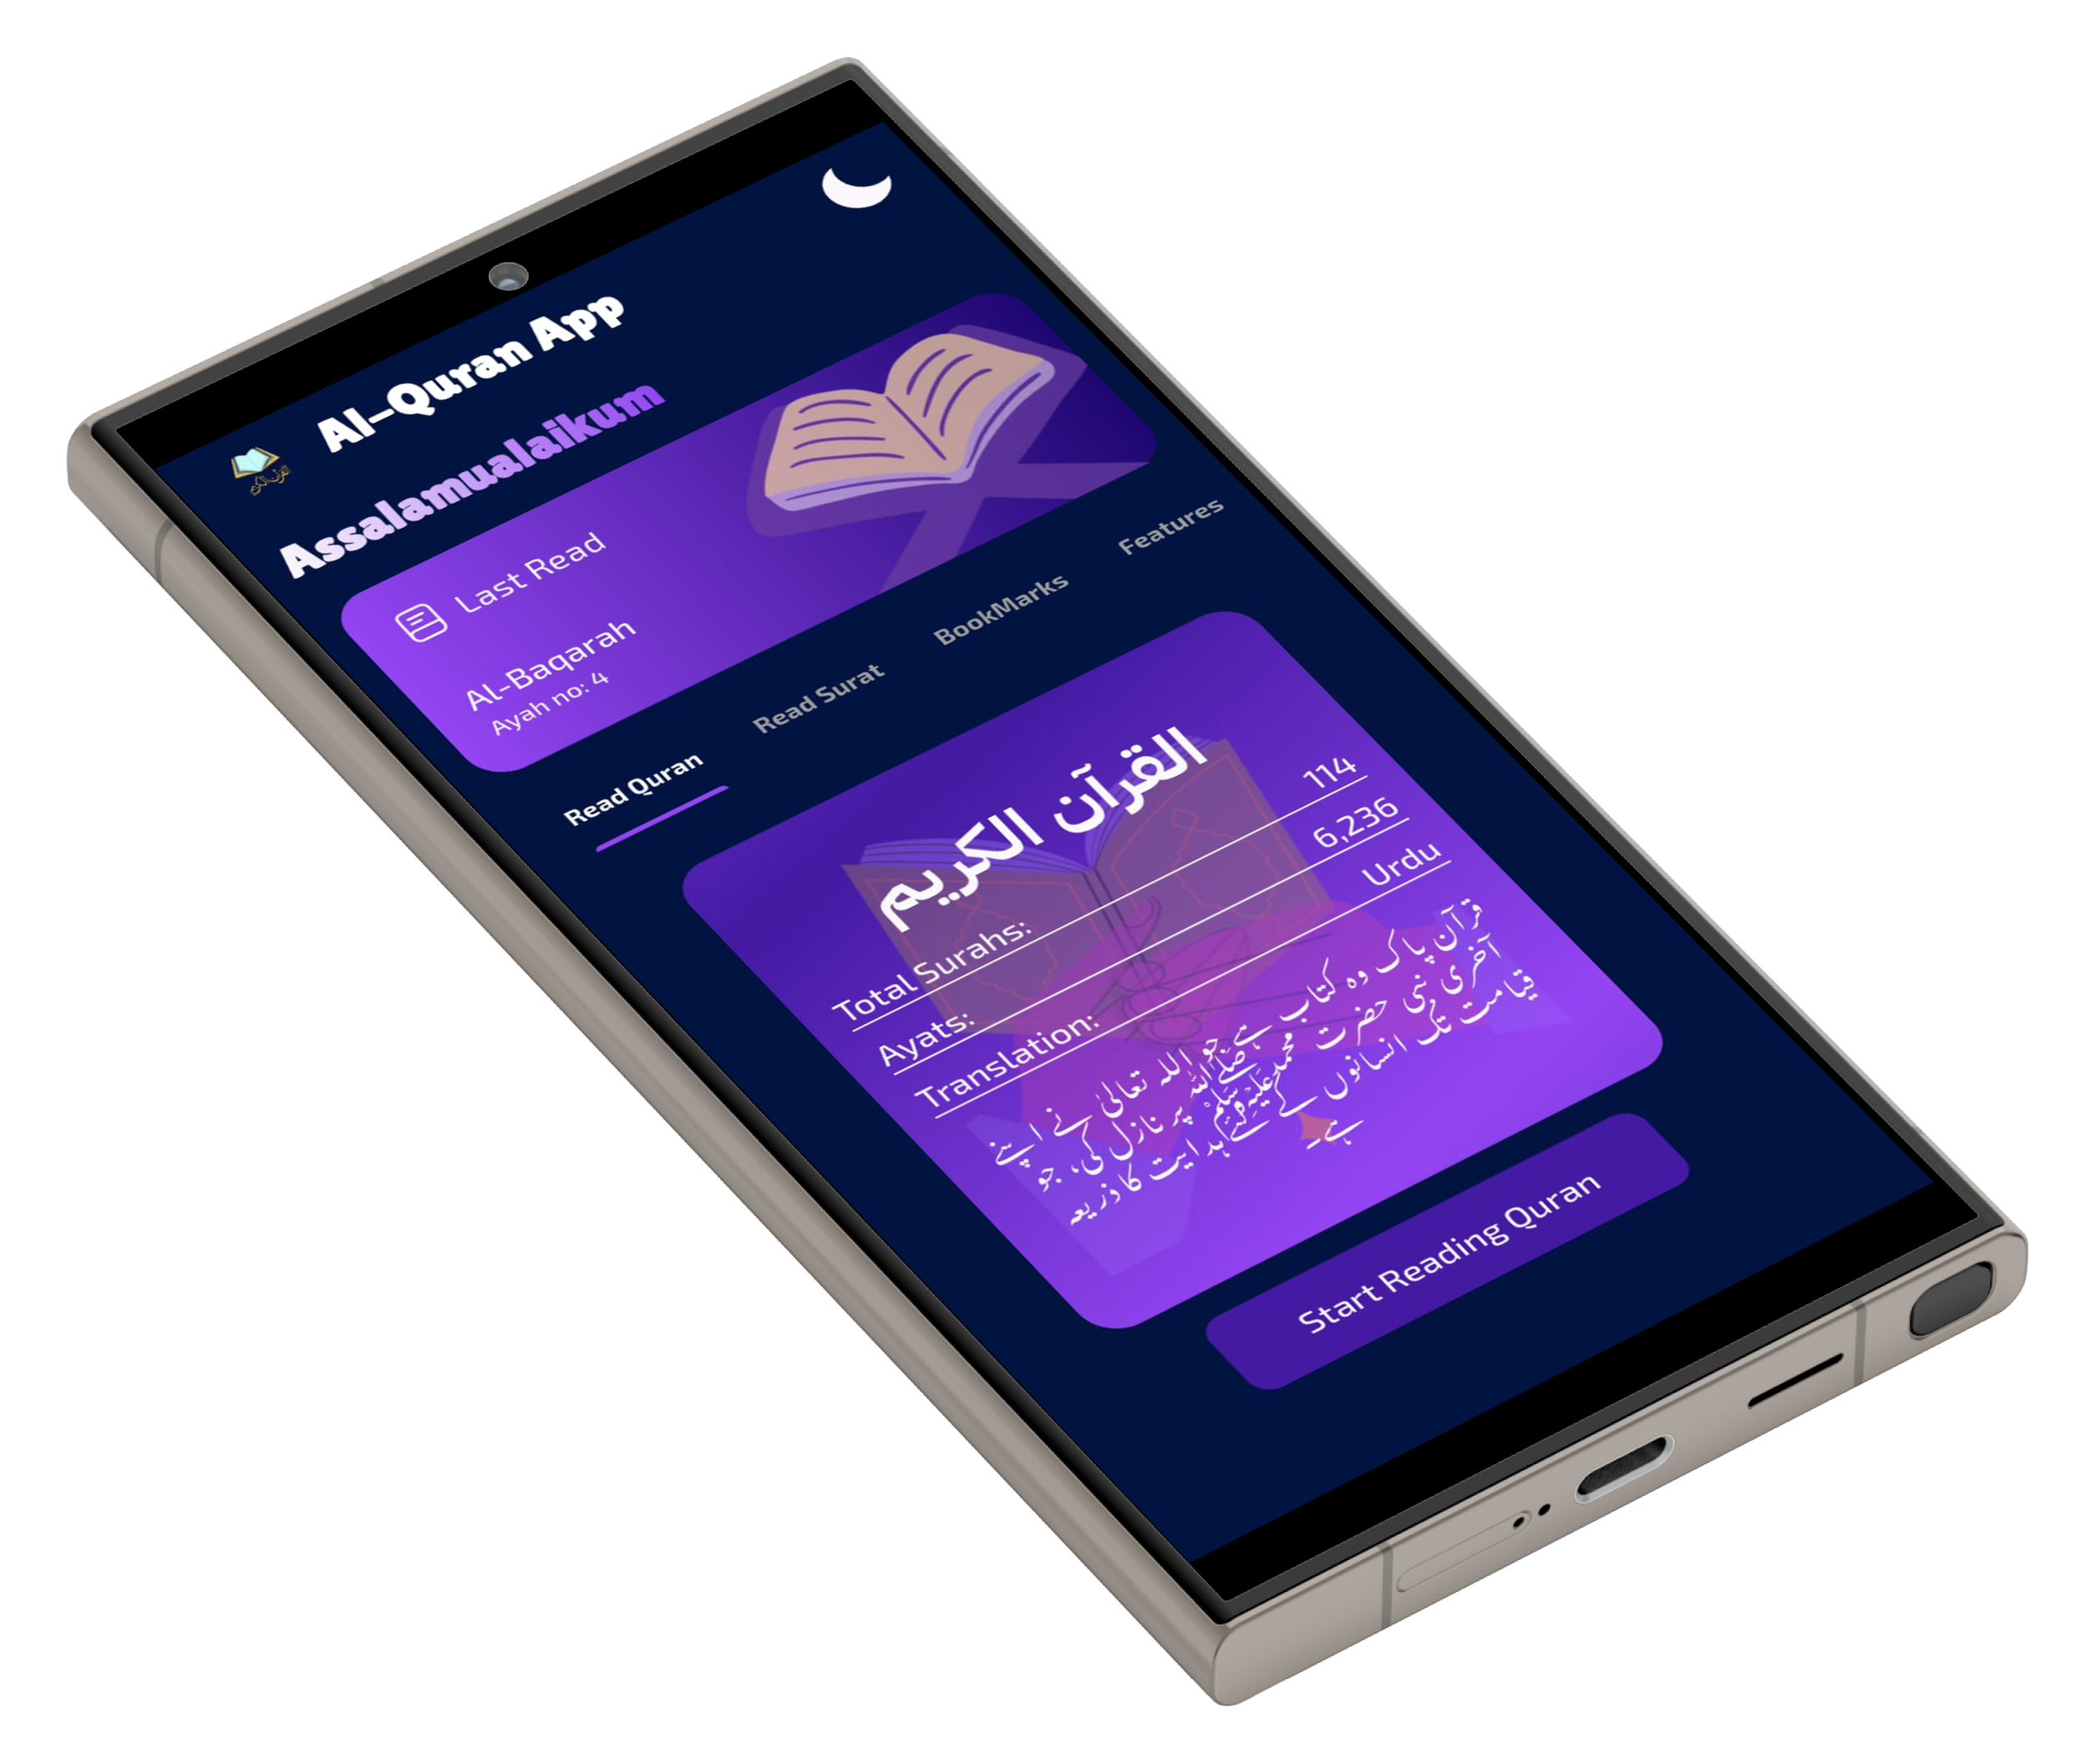 Al-Quran App
Assalamualaikum
Last Read
Al-Baqarah
Ayah no: 4
Read Quran
Read Surat
BookMarks
Features
القرآن الكريم
Total Surahs: 114
Ayats: 6,236
Translation: Urdu
قرآن پاک وہ کتاب ہے جو اللہ تعالیٰ نے اپنے
آخری نبی حضرت محمد صلی اللہ علیہ وسلم پر نازل کی، جو
قیامت تک انسانوں کے لئے ہدایت کا ذریعہ
ہے۔
Start Reading Quran